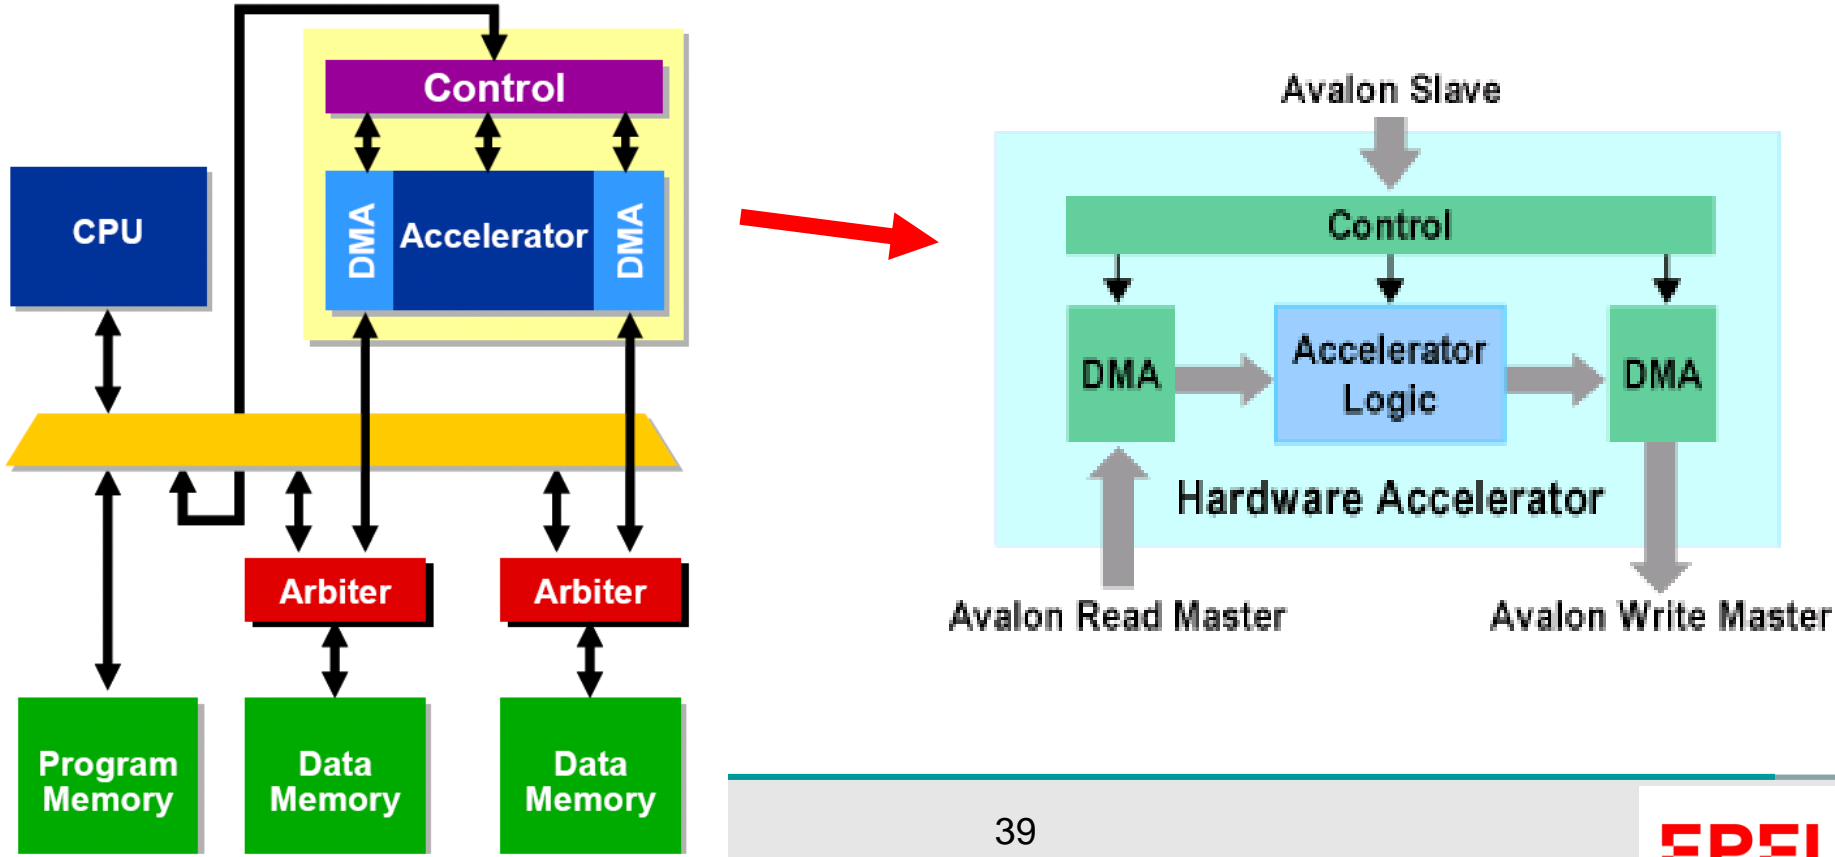 Control
CPU
DMA
Accelerator
DMA
Arbiter
Arbiter
Program
Memory
Data
Memory
Data
Memory
Avalon Slave
Control
DMA
Accelerator
Logic
DMA
Hardware Accelerator
Avalon Read Master
Avalon Write Master
39
EPFL